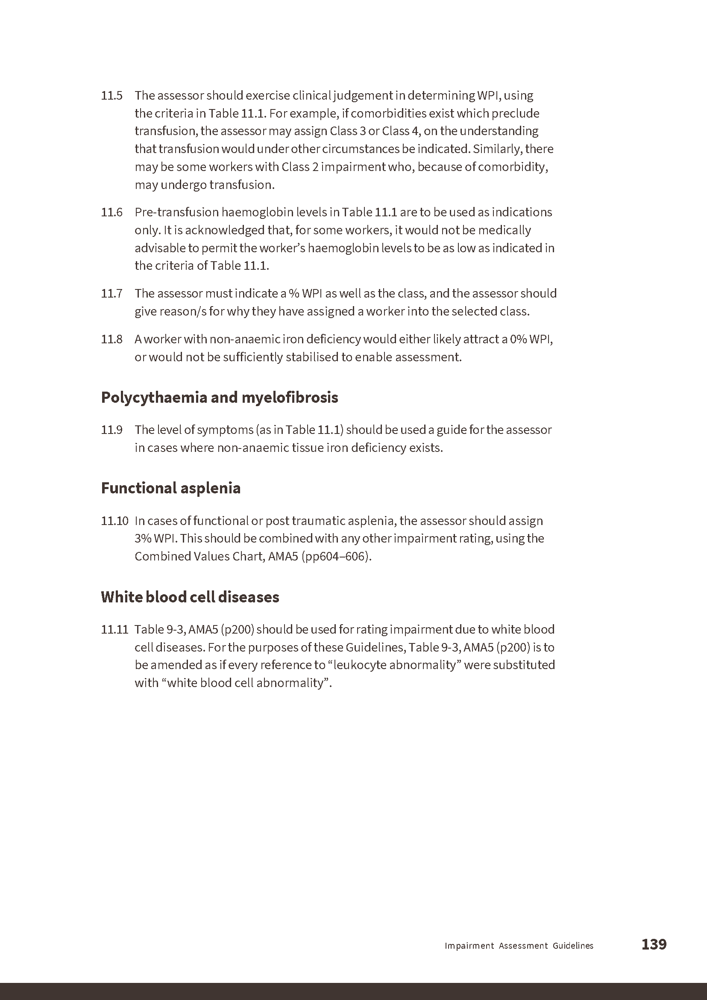 11.5 The assessor should exercise clinical judgement in determining WPI, using
the criteria in Table 11.1. For example, if comorbidities exist which preclude
transfusion, the assessor may assign Class 3 or Class 4, on the understanding
that transfusion would under other circumstances be indicated. Similarly, there
may be some workers with Class 2 impairment who, because of comorbidity,
may undergo transfusion.
11.6 Pre-transfusion haemoglobin levels in Table 11.1 are to be used as indications
only. It is acknowledged that, for some workers, it would not be medically
advisable to permit the worker’s haemoglobin levels to be as low as indicated in
the criteria of Table 11.1.
11.7 The assessor must indicate a % WPI as well as the class, and the assessor should
give reason/s for why they have assigned a worker into the selected class.
11.8 A worker with non-anaemic iron deficiency would either likely attract a 0% WPI,
or would not be sufficiently stabilised to enable assessment.
Polycythaemia and myelofibrosis
11.9 The level of symptoms (as in Table 11.1) should be used a guide for the assessor
in cases where non-anaemic tissue iron deficiency exists.
Functional asplenia
11.10 In cases of functional or post traumatic asplenia, the assessor should assign
3% WPI. This should be combined with any other impairment rating, using the
Combined Values Chart, AMA5 (pp604–606).
White blood cell diseases
11.11 Table 9-3, AMA5 (p200) should be used for rating impairment due to white blood
cell diseases. For the purposes of these Guidelines, Table 9-3, AMA5 (p200) is to
be amended as if every reference to “leukocyte abnormality” were substituted
with “white blood cell abnormality”.
Impairment Assessment Guidelines 139